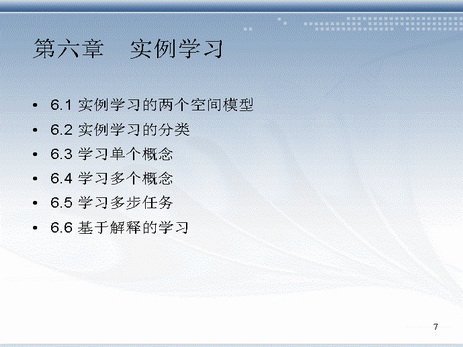 第六章 实例学习
• 6.1 实例学习的两个空间模型
• 6.2 实例学习的分类
• 6.3 学习单个概念
• 6.4 学习多个概念
• 6.5 学习多步任务
• 6.6 基于解释的学习
7